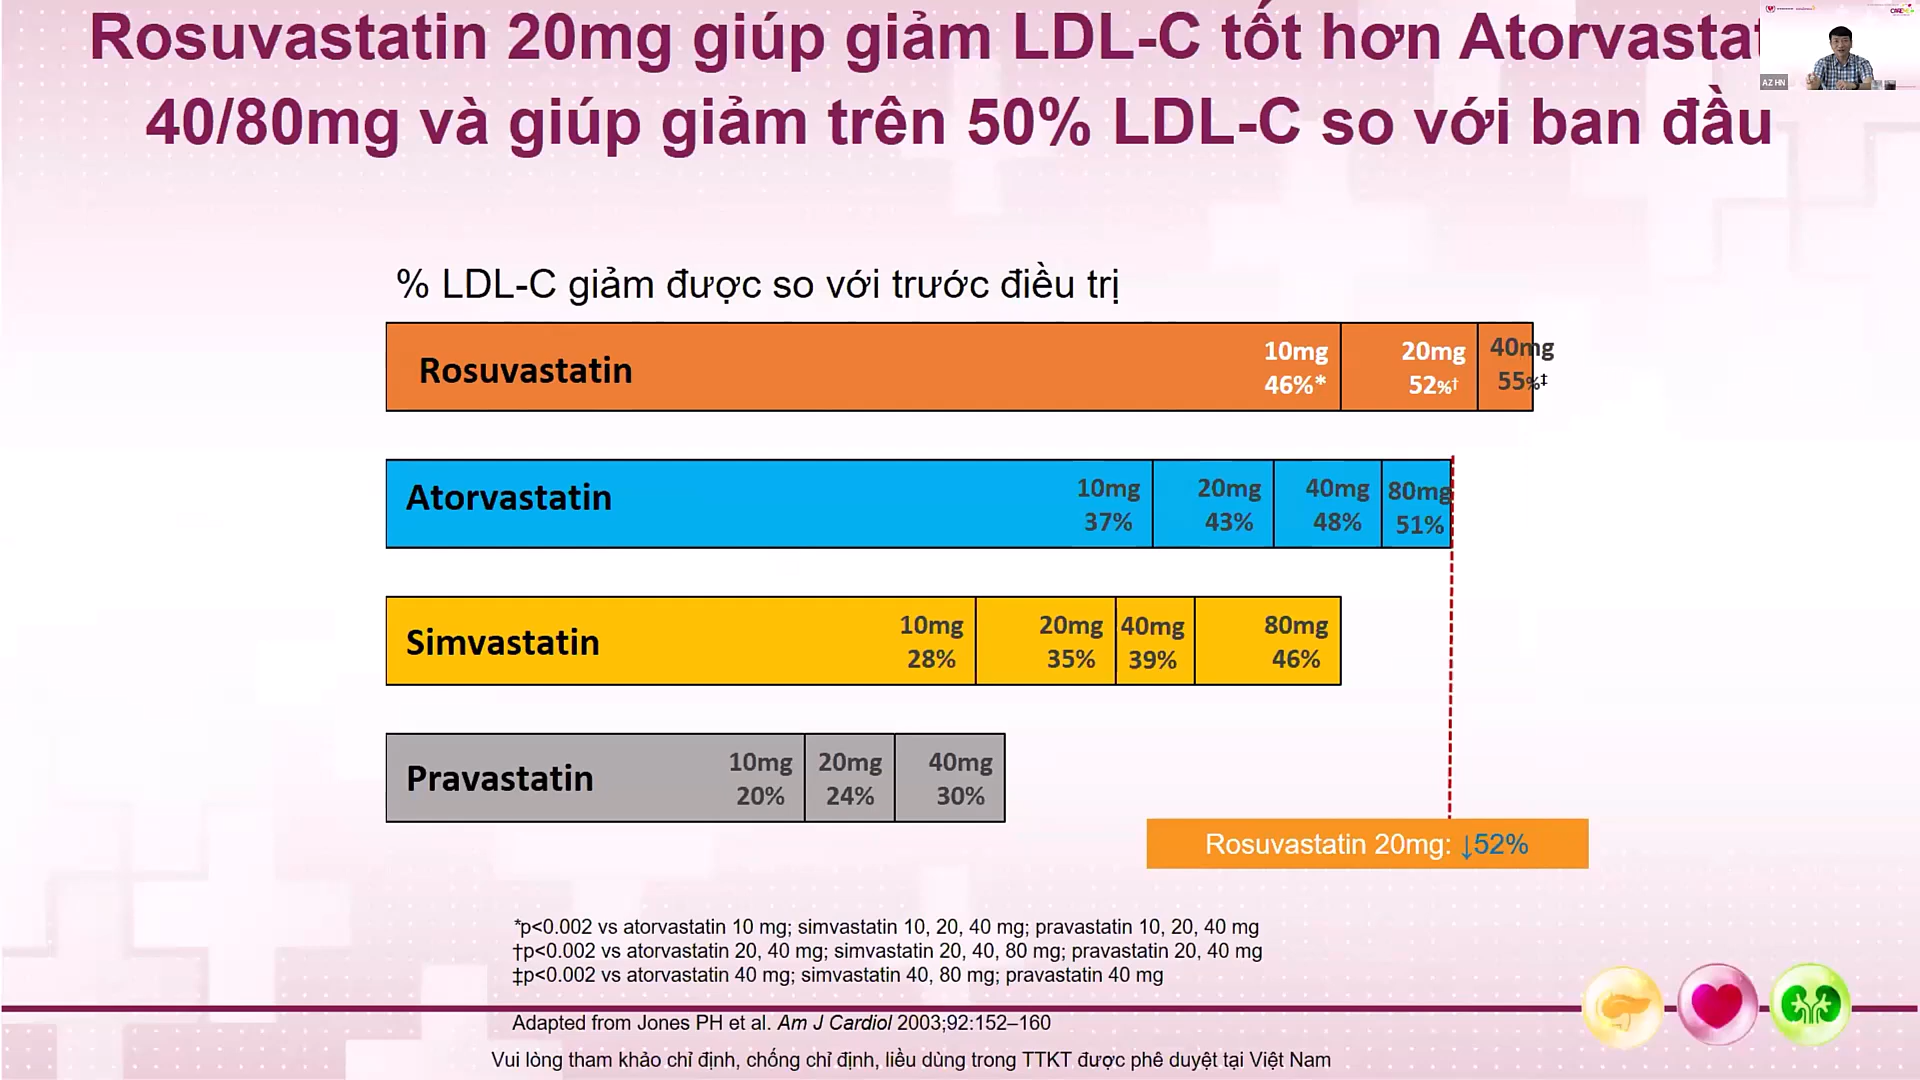 Rosuvastatin 20mg giúp giảm LDL-C tốt hơn Atorvastat
40/80mg và giúp giảm trên 50% LDL-C so với ban đầu
AZ HN
% LDL-C giảm được so với trước điều trị
Rosuvastatin
10mg 20mg 40mg
46%* 52%† 55%‡
Atorvastatin
10mg 20mg 40mg 80mg
37% 43% 48% 51%
Simvastatin
10mg 20mg 40mg 80mg
28% 35% 39% 46%
Pravastatin
10mg 20mg 40mg
20% 24% 30%
Rosuvastatin 20mg: ↓52%
*p<0.002 vs atorvastatin 10 mg; simvastatin 10, 20, 40 mg; pravastatin 10, 20, 40 mg
†p<0.002 vs atorvastatin 20, 40 mg; simvastatin 20, 40, 80 mg; pravastatin 20, 40 mg
‡p<0.002 vs atorvastatin 40 mg; simvastatin 40, 80 mg; pravastatin 40 mg
Adapted from Jones PH et al. Am J Cardiol 2003;92:152–160
Vui lòng tham khảo chỉ định, chống chỉ định, liều dùng trong TTKT được phê duyệt tại Việt Nam